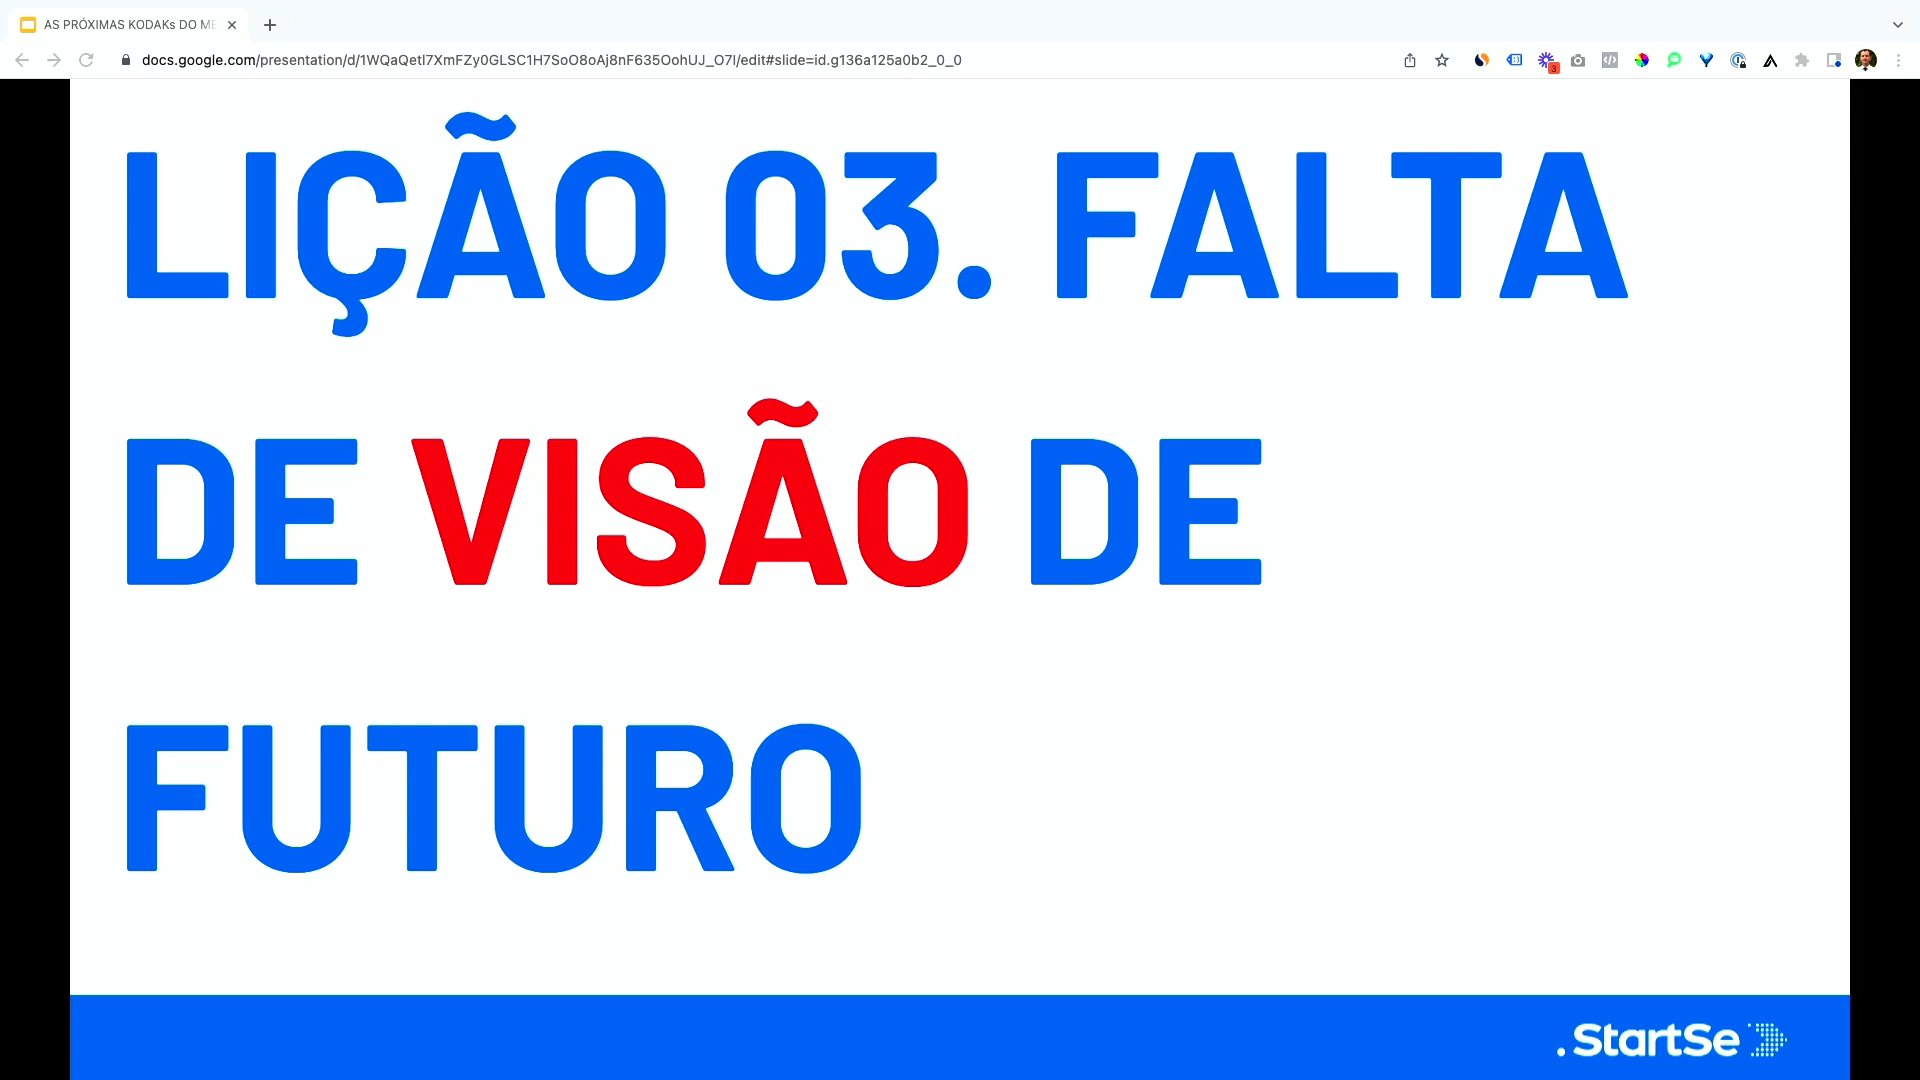 AS PRÓXIMAS KODAKs DO ME
docs.google.com/presentation/d/1WQaQetl7XmFZy0GLSC1H7SoO8oAj8nF635OohUJ_O7I/edit#slide=id.g136a125a0b2_0_0
3
LIÇÃO 03. FALTA
DE VISÃO DE
FUTURO
.StartSe